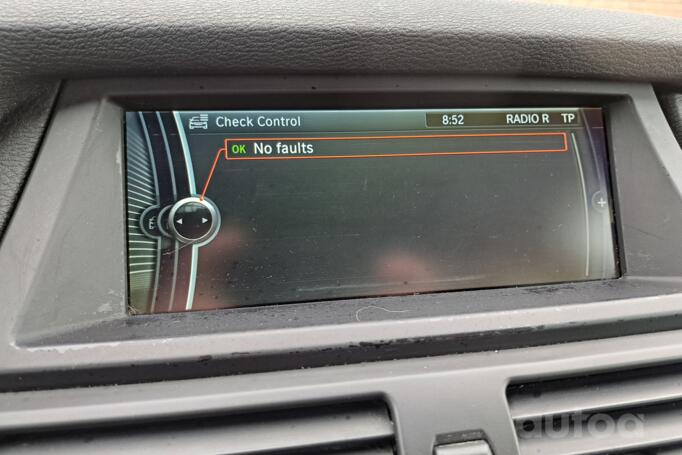 Check Control
8:52
RADIO R TP
OK No faults
+
autoa